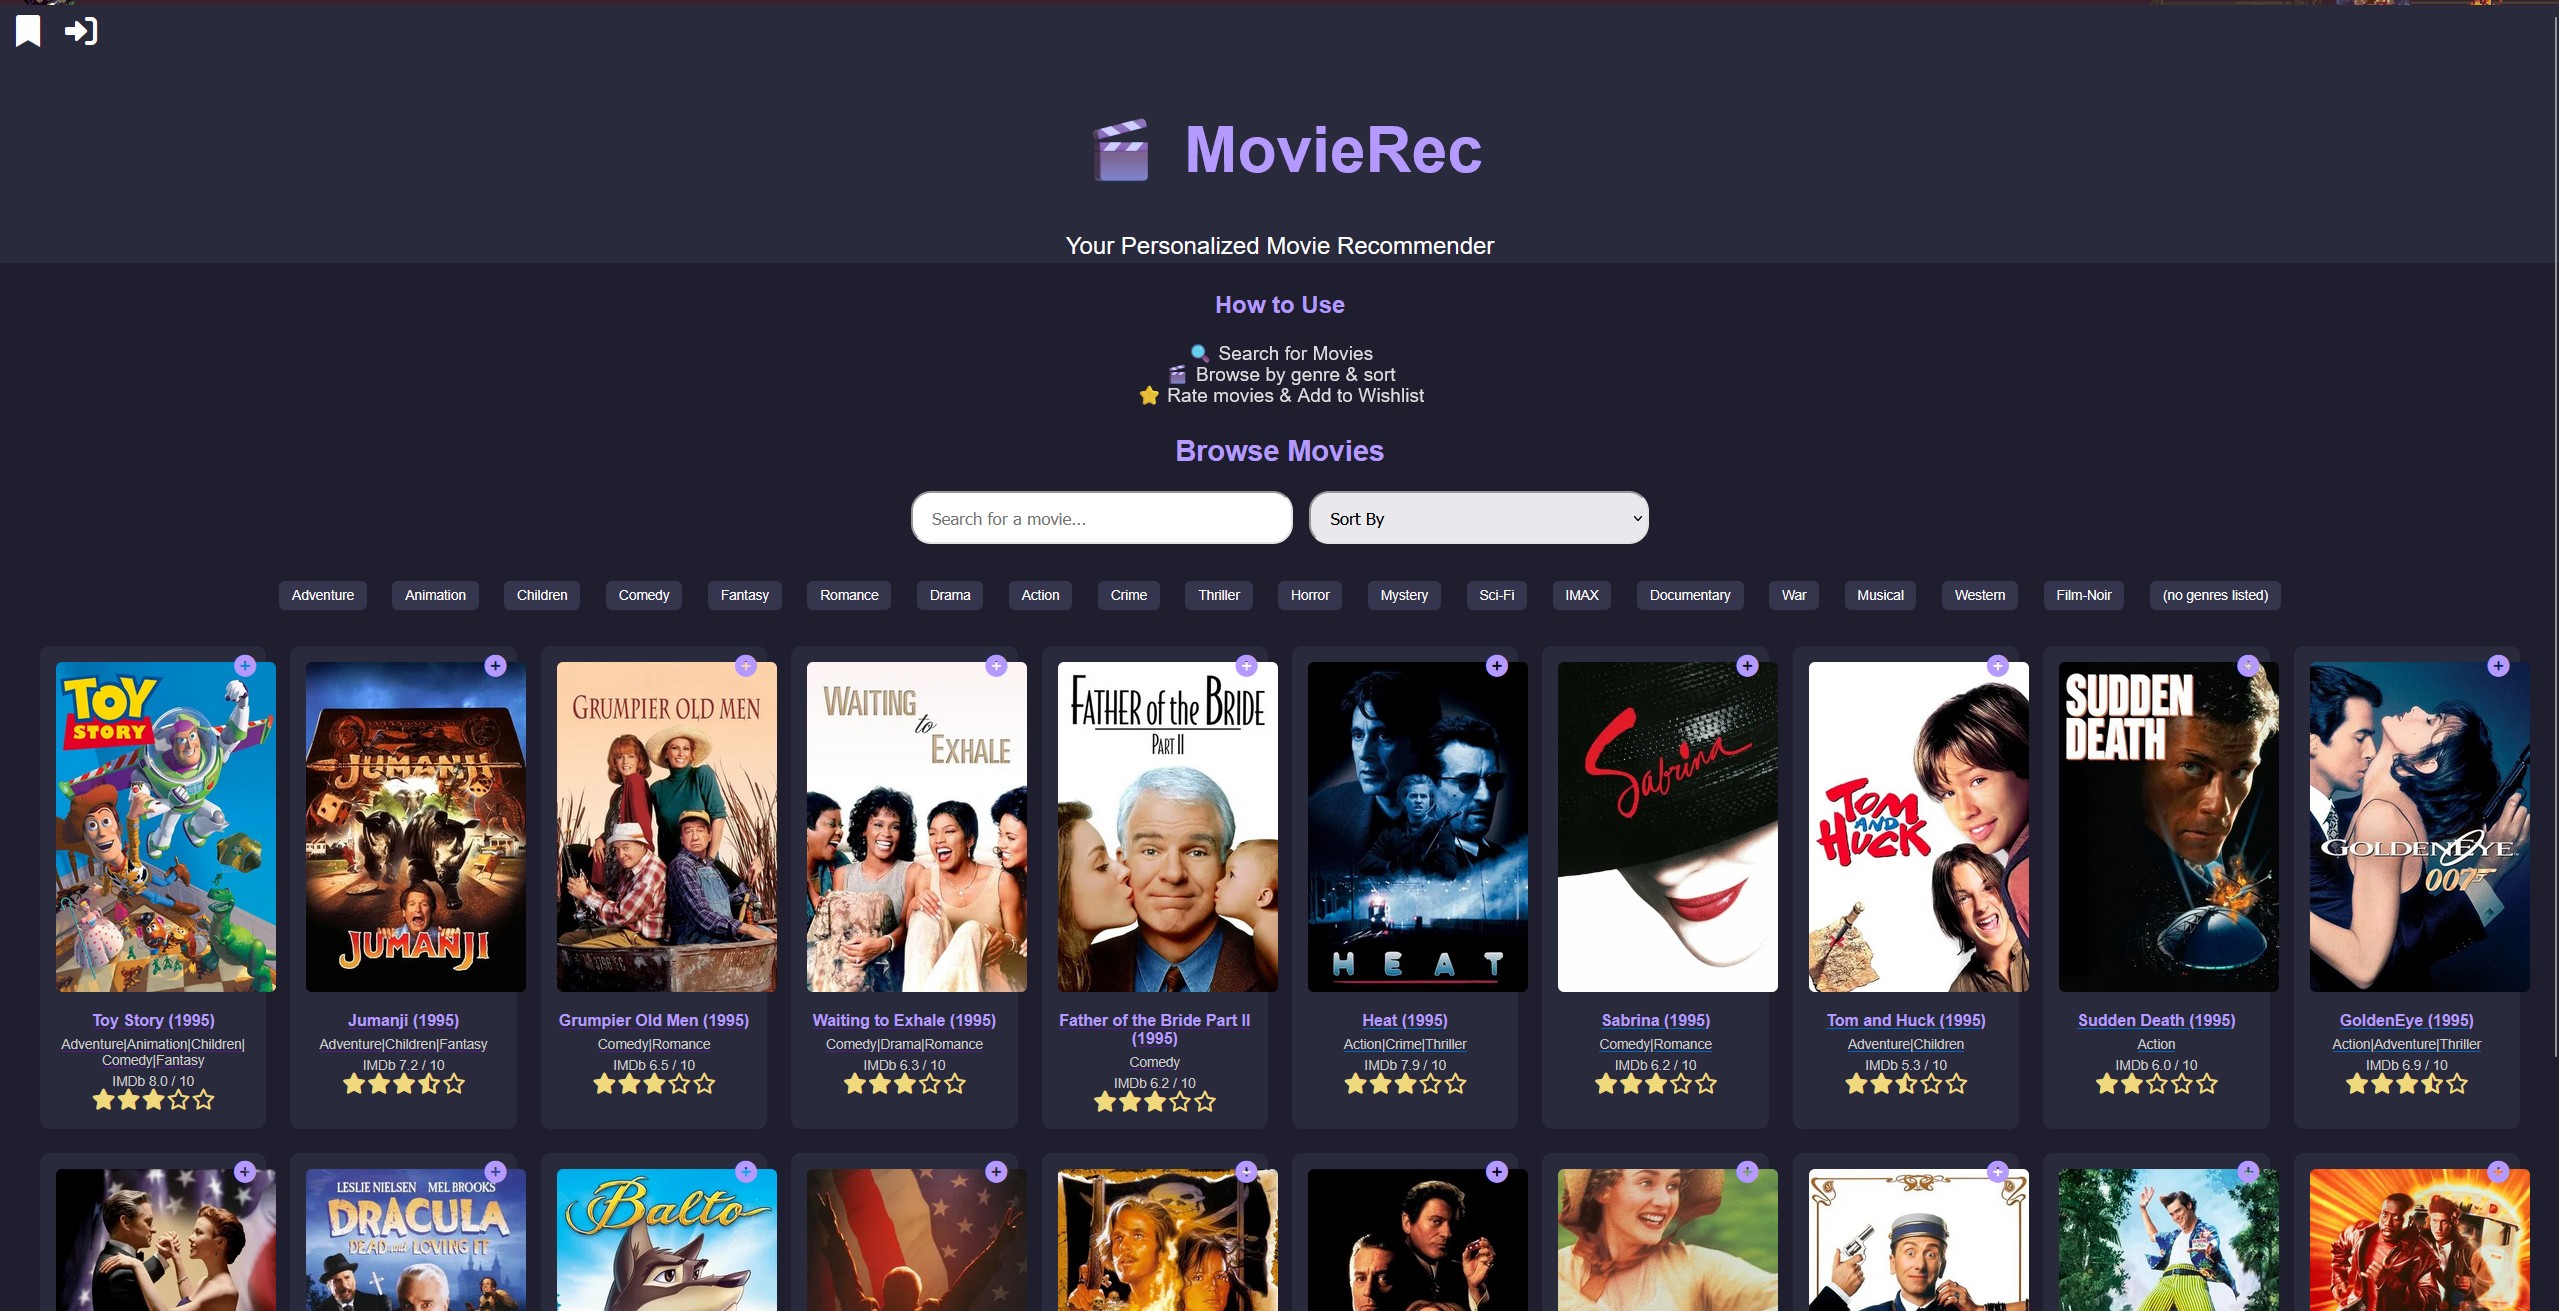 MovieRec
Your Personalized Movie Recommender
How to Use
Search for Movies
Browse by genre & sort
Rate movies & Add to Wishlist
Browse Movies
Search for a movie...
Sort By
Adventure
Animation
Children
Comedy
Fantasy
Romance
Drama
Action
Crime
Thriller
Horror
Mystery
Sci-Fi
IMAX
Documentary
War
Musical
Western
Film-Noir
(no genres listed)
TOY
STORY
Toy Story (1995)
Adventure|Animation|Children|
Comedy|Fantasy
IMDb 8.0 / 10
JUMANJI
JUMANJI
Jumanji (1995)
Adventure|Children|Fantasy
IMDb 7.2 / 10
GRUMPIER OLD MEN
Grumpier Old Men (1995)
Comedy|Romance
IMDb 6.5 / 10
WAITING
to
EXHALE
Waiting to Exhale (1995)
Comedy|Drama|Romance
IMDb 6.3 / 10
FATHER of the BRIDE
PART II
Father of the Bride Part II
(1995)
Comedy
IMDb 6.2 / 10
HEAT
Heat (1995)
Action|Crime|Thriller
IMDb 7.9 / 10
Sabrina
Sabrina (1995)
Comedy|Romance
IMDb 6.2 / 10
TOM
AND
HUCK
Tom and Huck (1995)
Adventure|Children
IMDb 5.3 / 10
SUDDEN
DEATH
Sudden Death (1995)
Action
IMDb 6.0 / 10
GOLDENEYE
007
GoldenEye (1995)
Action|Adventure|Thriller
IMDb 6.9 / 10
LESLIE NIELSEN MEL BROOKS
DRACULA
DEAD and LOVING IT
Balto